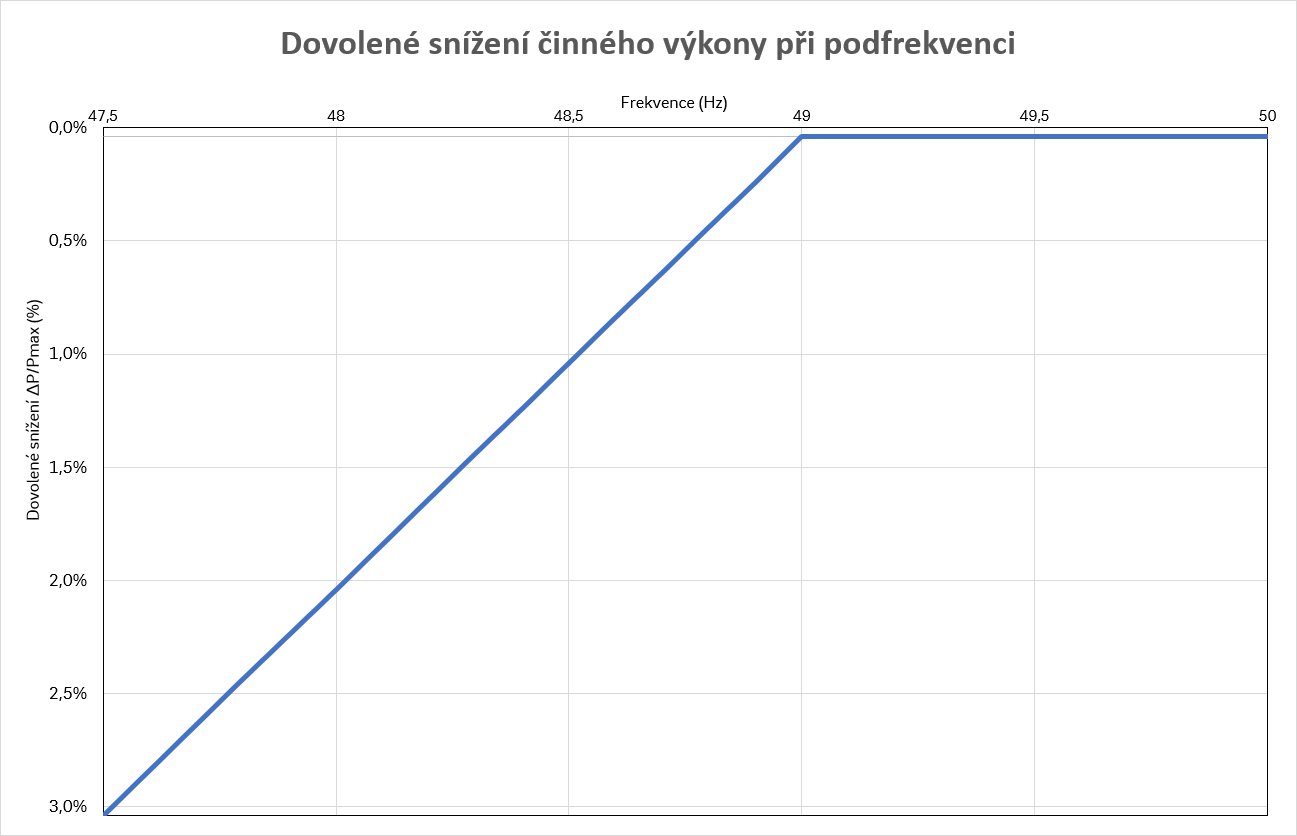 Dovolené snížení činného výkony při podfrekvenci
Frekvence (Hz)
47,5 48 48,5 49 49,5 50
0,0%
0,5%
1,0%
1,5%
2,0%
2,5%
3,0%
Dovolené snížení ΔP/Pmax (%)